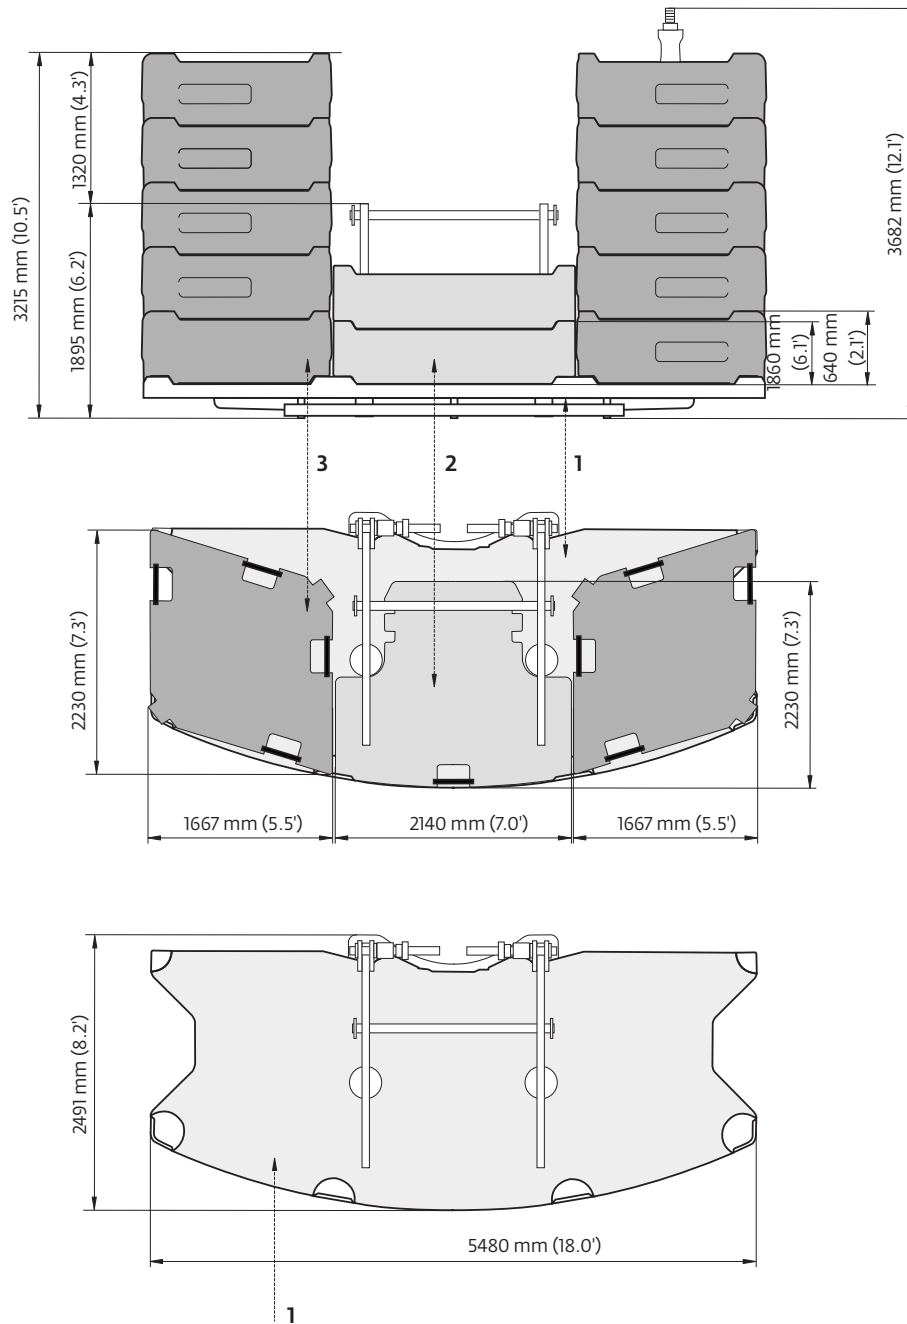 1320 mm (4.3')
3682 mm (12.1')
3215 mm (10.5')
1895 mm (6.2')
1860 mm
(6.1')
640 mm
(2.1')
3
2
1
2230 mm (7.3')
2230 mm (7.3')
1667 mm (5.5')
2140 mm (7.0')
1667 mm (5.5')
2491 mm (8.2')
5480 mm (18.0')
1